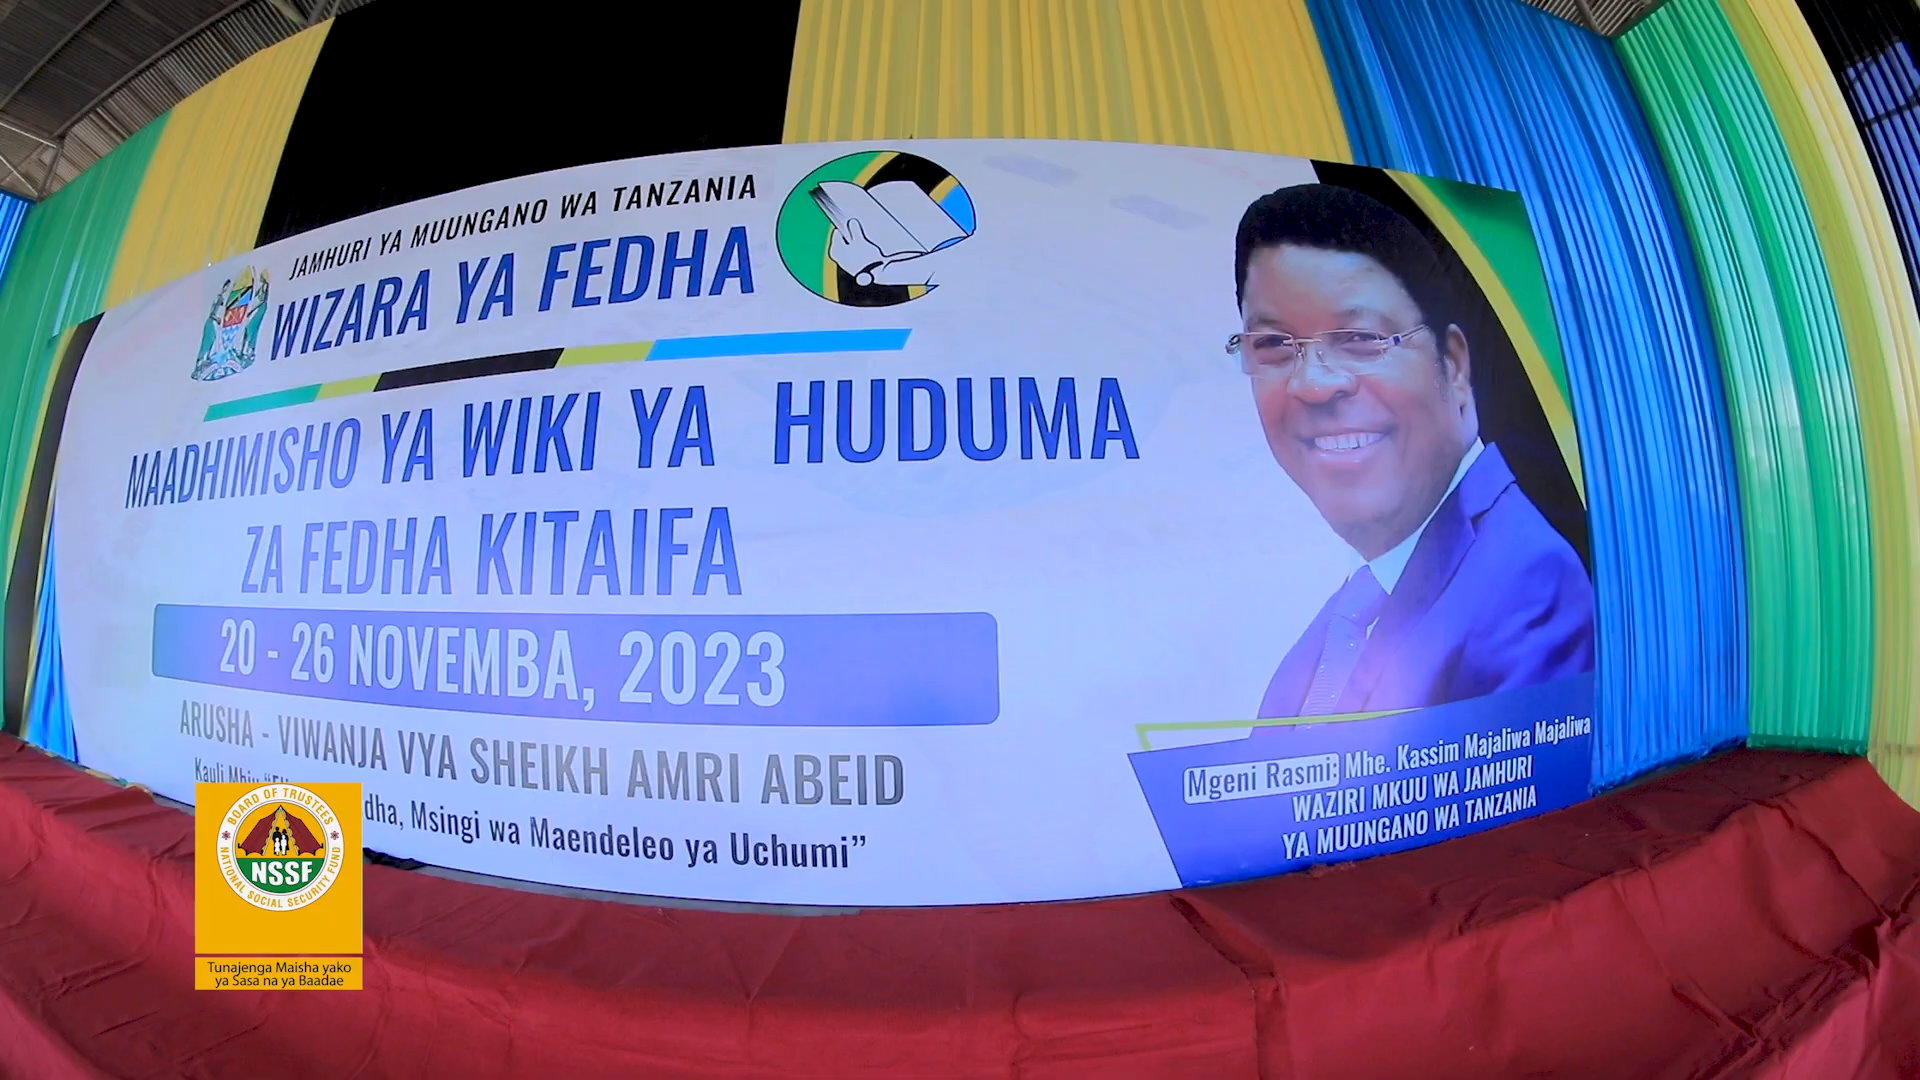 JAMHURI YA MUUNGANO WA TANZANIA
WIZARA YA FEDHA
MAADHIMISHO YA WIKI YA HUDUMA
ZA FEDHA KITAIFA
20 - 26 NOVEMBA, 2023
ARUSHA - VIWANJA VYA SHEIKH AMRI ABEID
Kauli Mbiu
dha, Msingi wa Maendeleo ya Uchumi”
Mgeni Rasmi: Mhe. Kassim Majaliwa Majaliwa
WAZIRI MKUU WA JAMHURI
YA MUUNGANO WA TANZANIA
BOARD OF TRUSTEES
NSSF
NATIONAL SOCIAL SECURITY FUND
Tunajenga Maisha yako
ya Sasa na ya Baadae